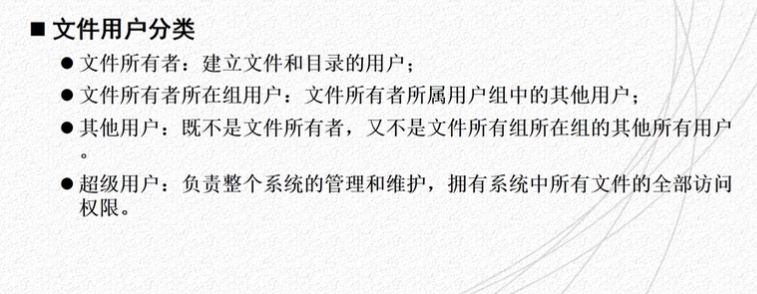 ■ 文件用户分类
● 文件所有者：建立文件和目录的用户；
● 文件所有者所在组用户：文件所有者所属用户组中的其他用户；
● 其他用户：既不是文件所有者，又不是文件所有组所在组的其他所有用户
。
● 超级用户：负责整个系统的管理和维护，拥有系统中所有文件的全部访问
权限。